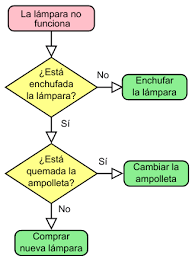 La lámpara no
funciona
¿Está
enchufada
la lámpara?
No
Enchufar
la lámpara
Sí
¿Está
quemada la
ampolleta?
Sí
Cambiar la
ampolleta
No
Comprar
nueva lámpara